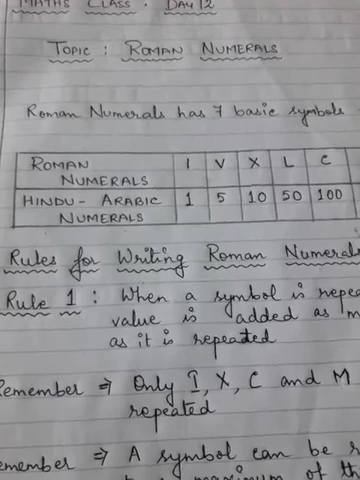 MATHS CLASS. DAY 12
TOPIC : ROMAN NUMERALS
Roman Numerals has 7 basic symbols
ROMAN NUMERALS I V X L C
HINDU - ARABIC NUMERALS 1 5 10 50 100
Rules for Writing Roman Numerals
Rule 1 : When a symbol is
value is added as
as it is repeated
Remember ⇒ Only I, X, C and M
repeated
⇒ A symbol can be
maximum of